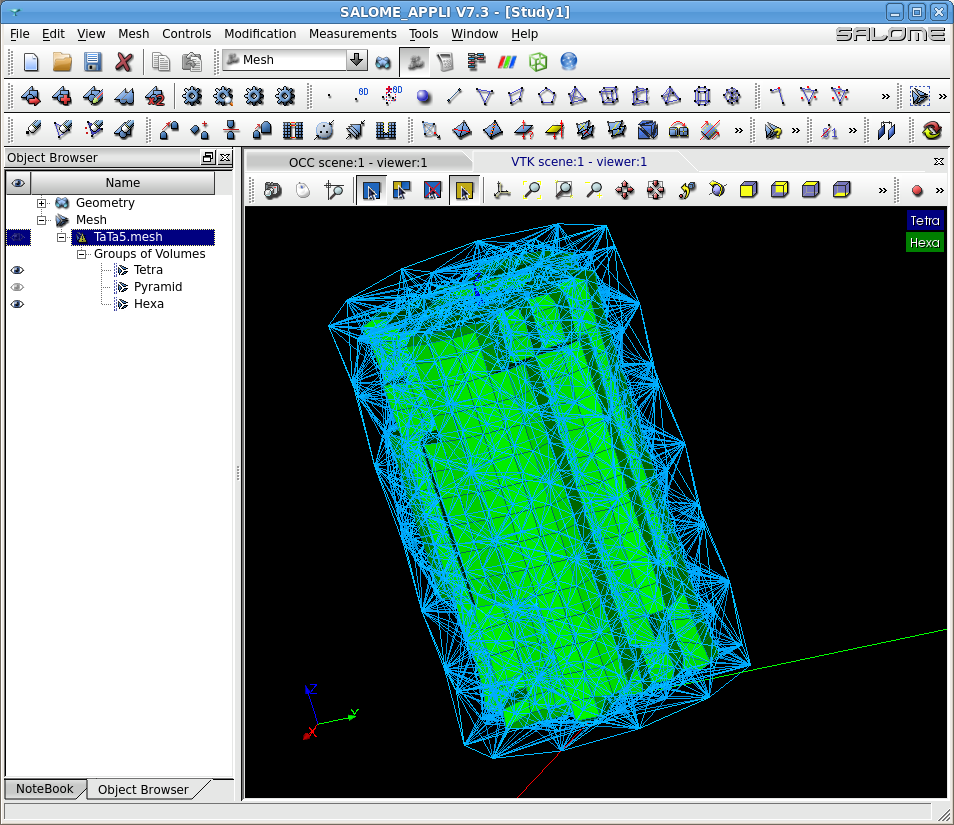 SALOME_APPLI V7.3 - [Study1]
File Edit View Mesh Controls Modification Measurements Tools Window Help
SALOME
Mesh
0D
0D
»
»
»
»
»
Object Browser
OCC scene:1 - viewer:1
VTK scene:1 - viewer:1
Name
»
»
Geometry
Mesh
TaTa5.mesh
Groups of Volumes
Tetra
Pyramid
Hexa
Tetra
Hexa
Z
Y
X
NoteBook
Object Browser